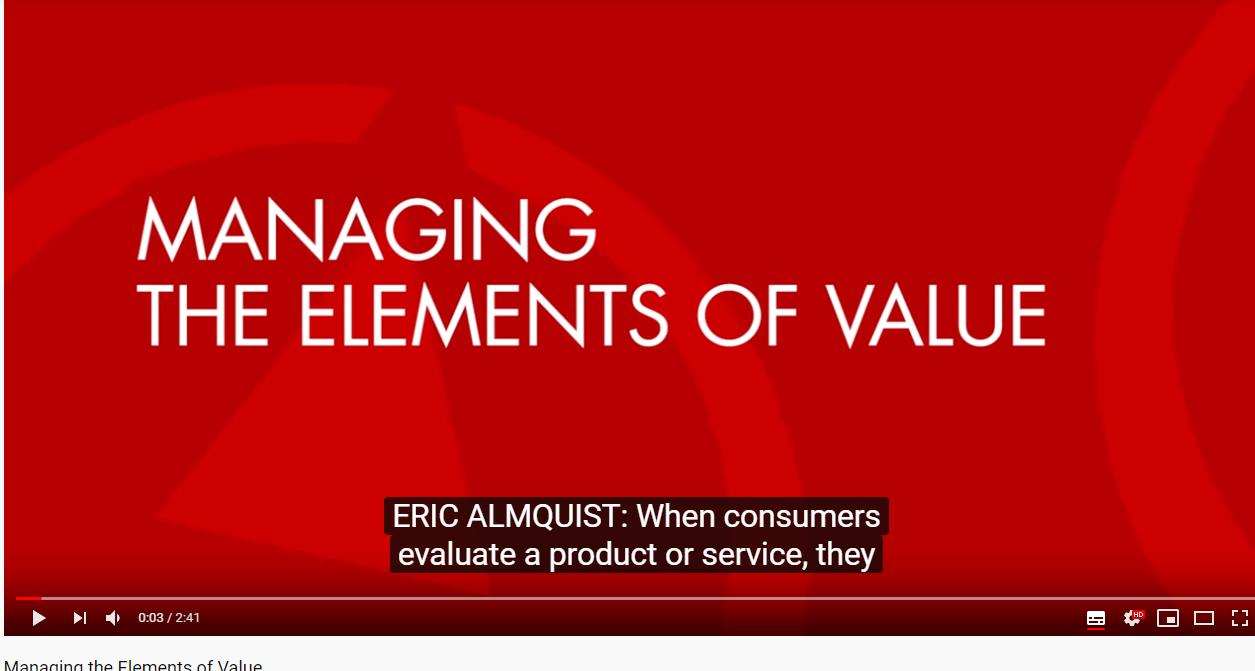 MANAGING
THE ELEMENTS OF VALUE
ERIC ALMQUIST: When consumers
evaluate a product or service, they
0:03 / 2:41
HD
Managing the Elements of Value